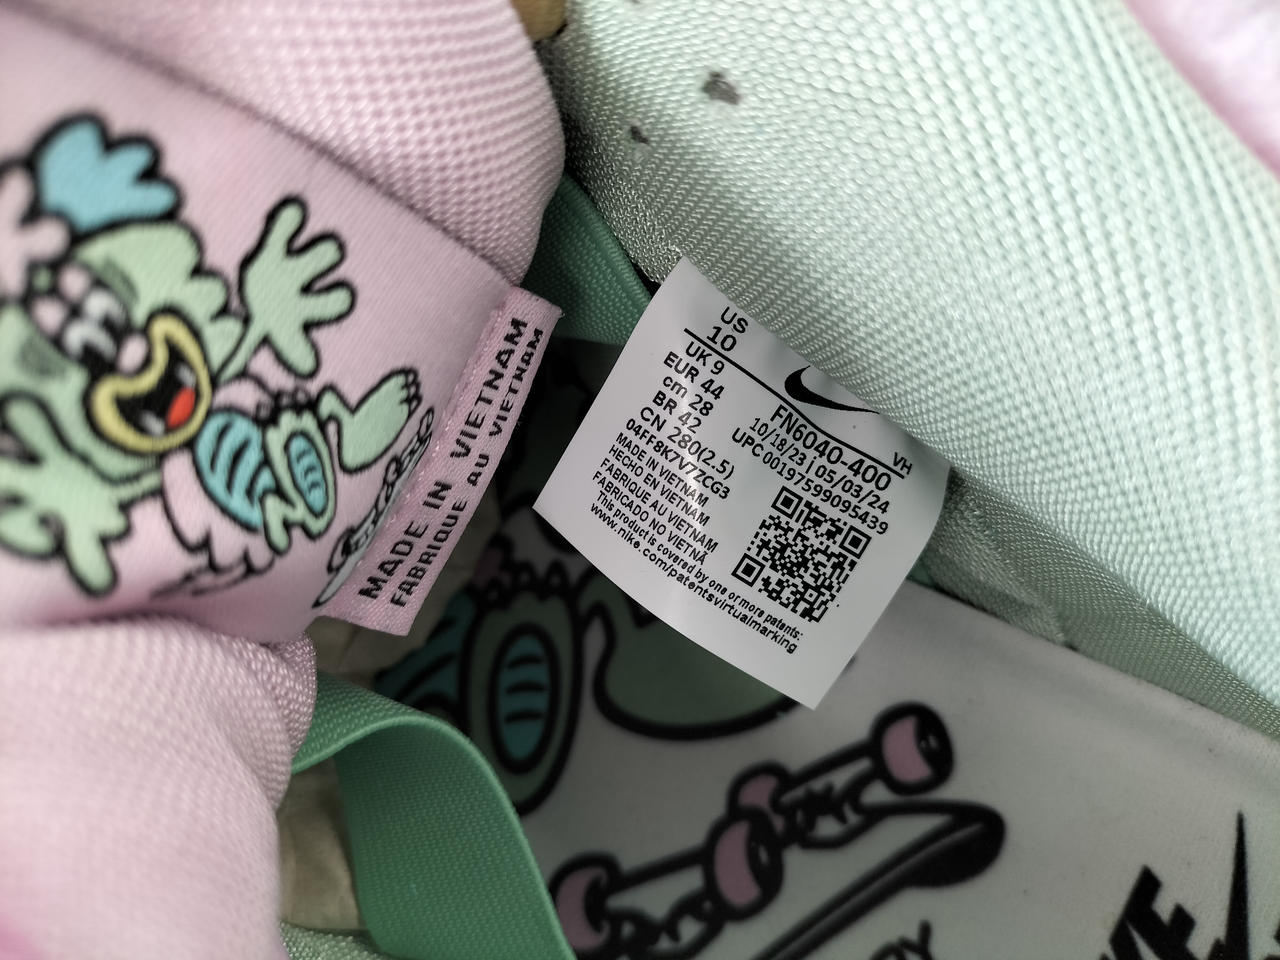 MADE IN VIETNAM
FABRIQUE AU VIETNAM
US
10
UK 9
EUR 44
cm 28
BR 42
CN 280(2.5)
04FF8K7V7ZCG3
MADE IN VIETNAM
HECHO EN VIETNAM
FABRIQUE AU VIETNAM
FABRICADO NO VIETNÃ
This product is covered by one or more patents:
www.nike.com/patentsvirtualmarking
VH
FN6040-400
10/18/23 | 05/03/24
UPC 00197599095439